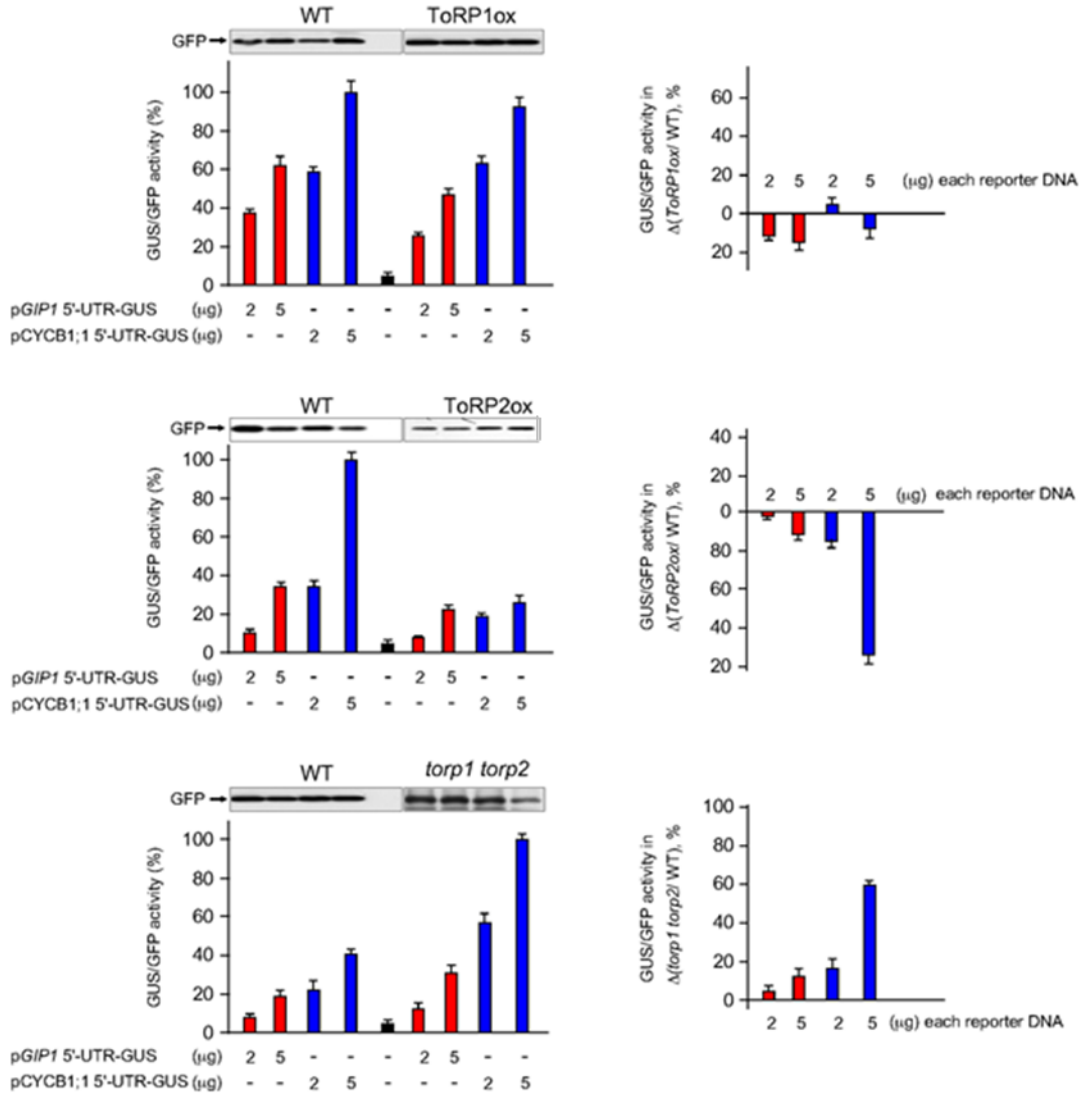 WT ToRP1ox
GFP
GUS/GFP activity (%)
100
80
60
40
20
0
pGIP1 5'-UTR-GUS (μg) 2 5 - - - 2 5 - -
pCYCB1;1 5'-UTR-GUS (μg) - - 2 5 - - - 2 5
GUS/GFP activity in
Δ(ToRP1ox/ WT), %
60
40
20
0
20
2 5 2 5 (μg) each reporter DNA
WT ToRP2ox
GFP
GUS/GFP activity (%)
100
80
60
40
20
0
pGIP1 5'-UTR-GUS (μg) 2 5 - - - 2 5 - -
pCYCB1;1 5'-UTR-GUS (μg) - - 2 5 - - - 2 5
GUS/GFP activity in
Δ(ToRP2ox/ WT), %
40
20
0
80
60
40
20
2 5 2 5 (μg) each reporter DNA
WT torp1 torp2
GFP
GUS/GFP activity (%)
100
80
60
40
20
0
pGIP1 5'-UTR-GUS (μg) 2 5 - - - 2 5 - -
pCYCB1;1 5'-UTR-GUS (μg) - - 2 5 - - - 2 5
GUS/GFP activity in
Δ(torp1 torp2/ WT), %
100
80
60
40
20
0
2 5 2 5 (μg) each reporter DNA